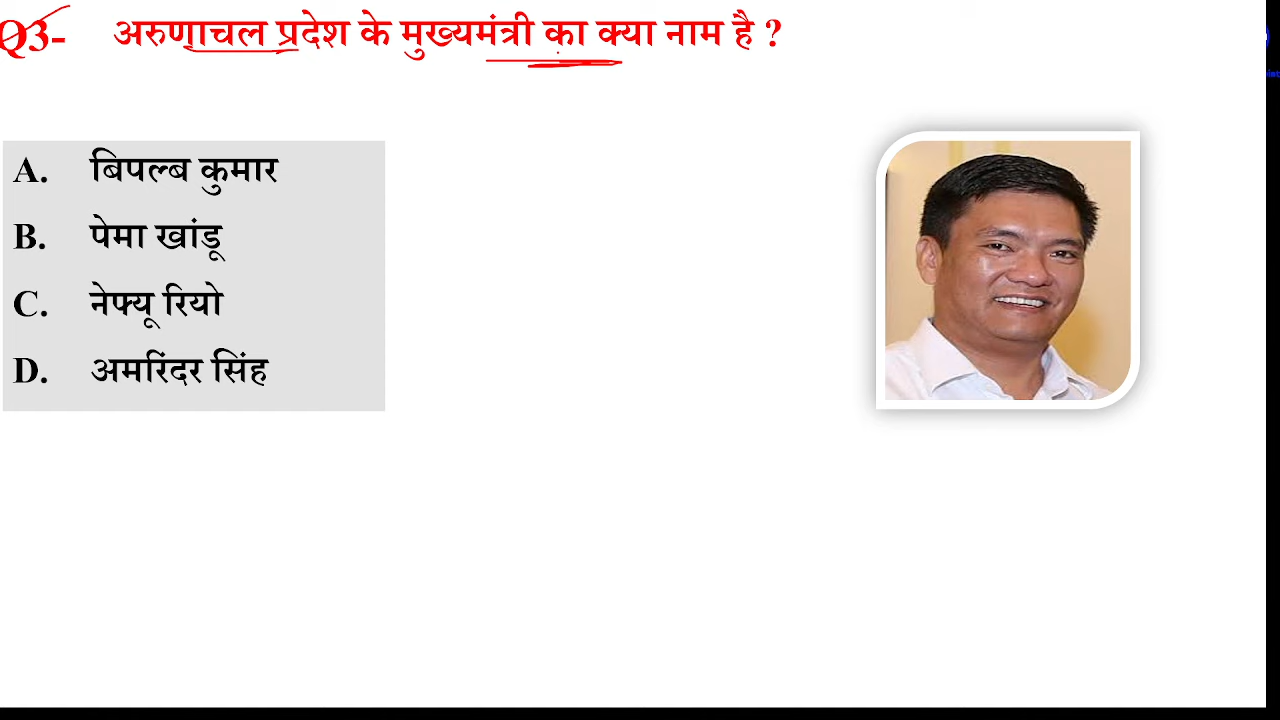 Q3- अरुणाचल प्रदेश के मुख्यमंत्री का क्या नाम है ?
A. बिपल्ब कुमार
B. पेमा खांडू
C. नेफ्यू रियो
D. अमरिंदर सिंह